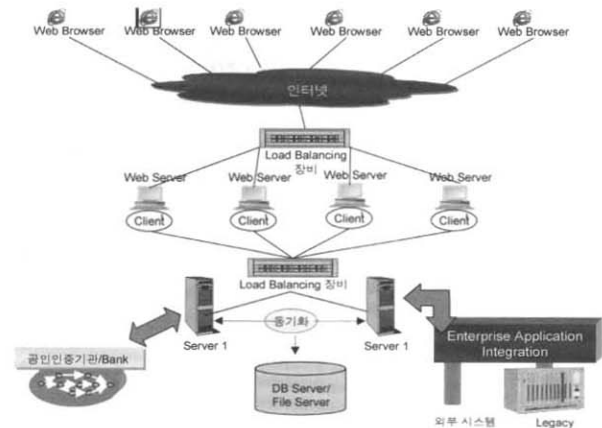 Web Browser Web Browser Web Browser Web Browser Web Browser Web Browser
인터넷
Load Balancing
장비
Web Server Web Server Web Server Web Server
Client Client Client Client
Load Balancing 장비
동기화
Server 1 Server 1
공인인증기관/Bank
Enterprise Application
Integration
DB Server/
File Server
외부 시스템 Legacy